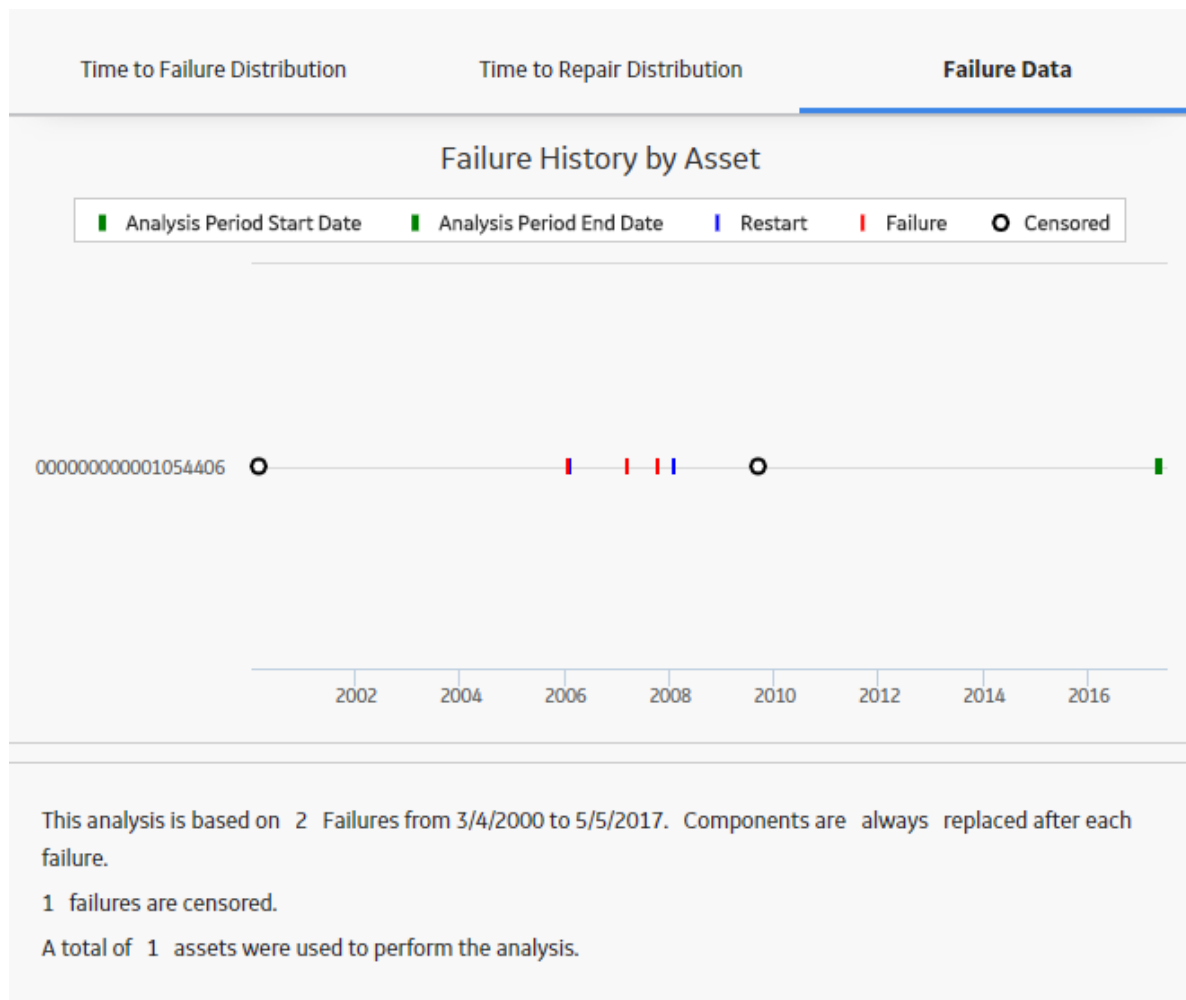 Time to Failure Distribution Time to Repair Distribution Failure Data
Failure History by Asset
Analysis Period Start Date Analysis Period End Date Restart Failure Censored
000000000001054406
2002 2004 2006 2008 2010 2012 2014 2016
This analysis is based on 2 Failures from 3/4/2000 to 5/5/2017. Components are always replaced after each
failure.
1 failures are censored.
A total of 1 assets were used to perform the analysis.